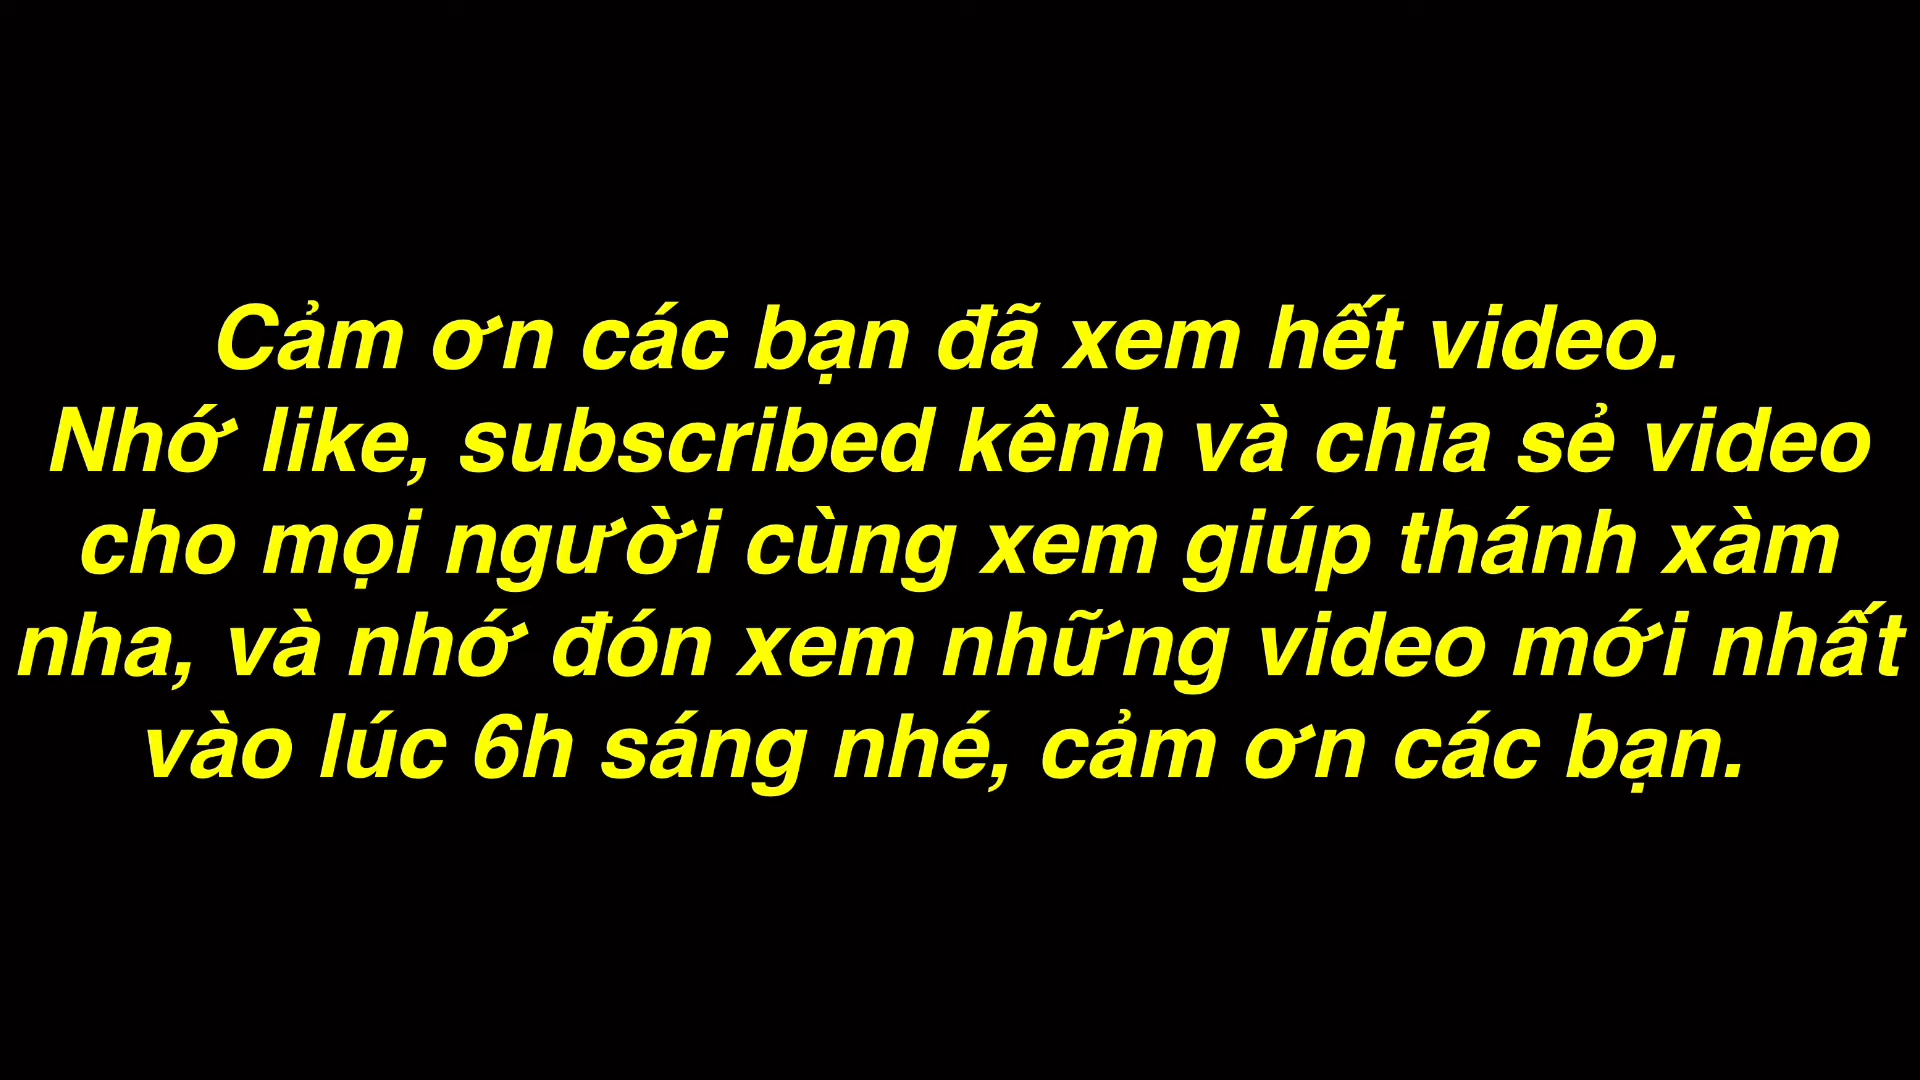 Cảm ơn các bạn đã xem hết video.
Nhớ like, subscribed kênh và chia sẻ video
cho mọi người cùng xem giúp thánh xàm
nha, và nhớ đón xem những video mới nhất
vào lúc 6h sáng nhé, cảm ơn các bạn.